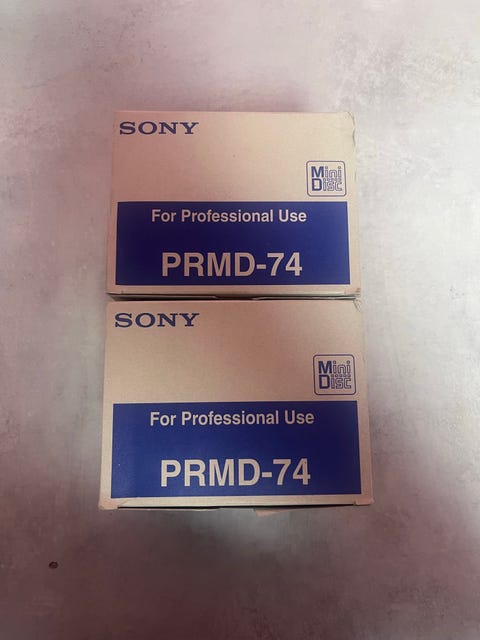 SONY
Mini
Disc
For Professional Use
PRMD-74
SONY
Mini
Disc
For Professional Use
PRMD-74